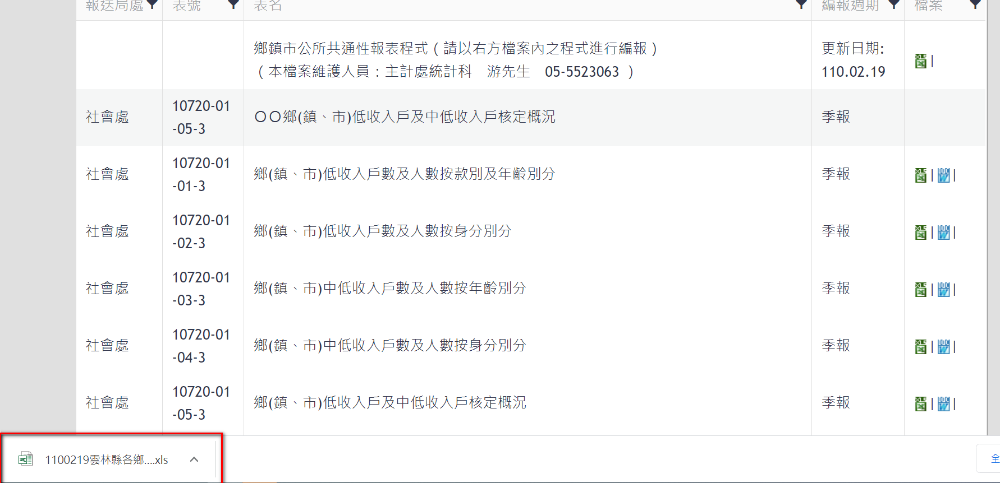 報送局處 表號 表名 編報週期 檔案
鄉鎮市公所共通性報表程式（請以右方檔案內之程式進行編報）
（本檔案維護人員：主計處統計科　游先生　05-5523063 ）
更新日期:
110.02.19
|
社會處
10720-01
-05-3
〇〇鄉(鎮、市)低收入戶及中低收入戶核定概況
季報
社會處
10720-01
-01-3
鄉(鎮、市)低收入戶數及人數按款別及年齡別分
季報
XLS | DOC W |
社會處
10720-01
-02-3
鄉(鎮、市)低收入戶數及人數按身分別分
季報
XLS | DOC W |
社會處
10720-01
-03-3
鄉(鎮、市)中低收入戶數及人數按年齡別分
季報
XLS | DOC W |
社會處
10720-01
-04-3
鄉(鎮、市)中低收入戶數及人數按身分別分
季報
XLS | DOC W |
社會處
10720-01
-05-3
鄉(鎮、市)低收入戶及中低收入戶核定概況
季報
XLS | DOC W |
1100219雲林縣各鄉....xls
全